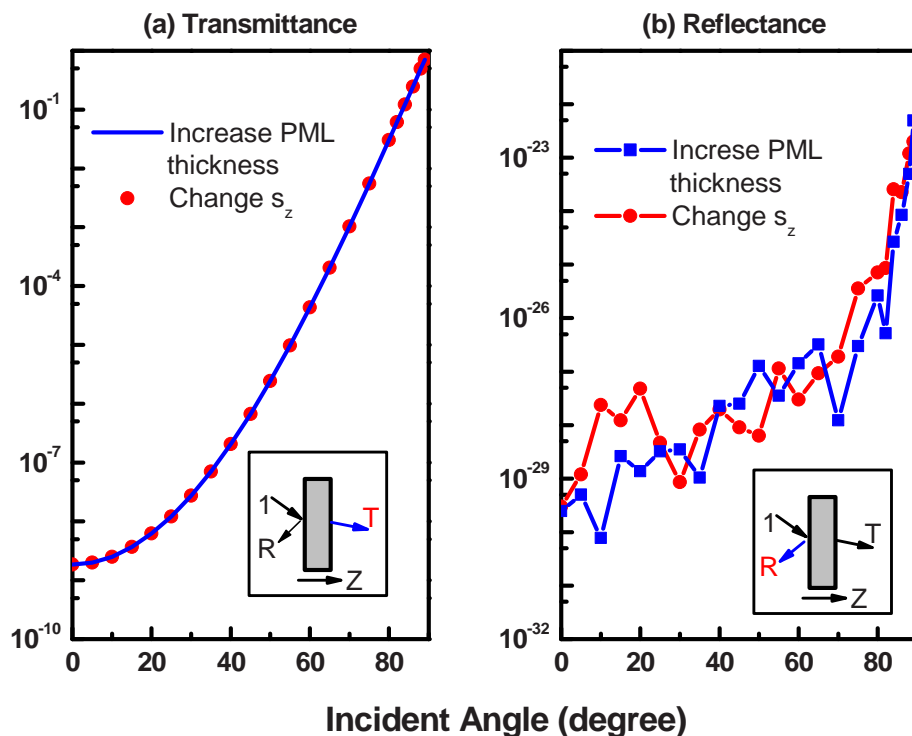 (a) Transmittance
(b) Reflectance
10^-1
10^-4
10^-7
10^-10
Increase PML
thickness
Change s_z
1
R
T
Z
0 20 40 60 80
10^-23
10^-26
10^-29
10^-32
Increse PML
thickness
Change s_z
1
R
T
Z
0 20 40 60 80
Incident Angle (degree)